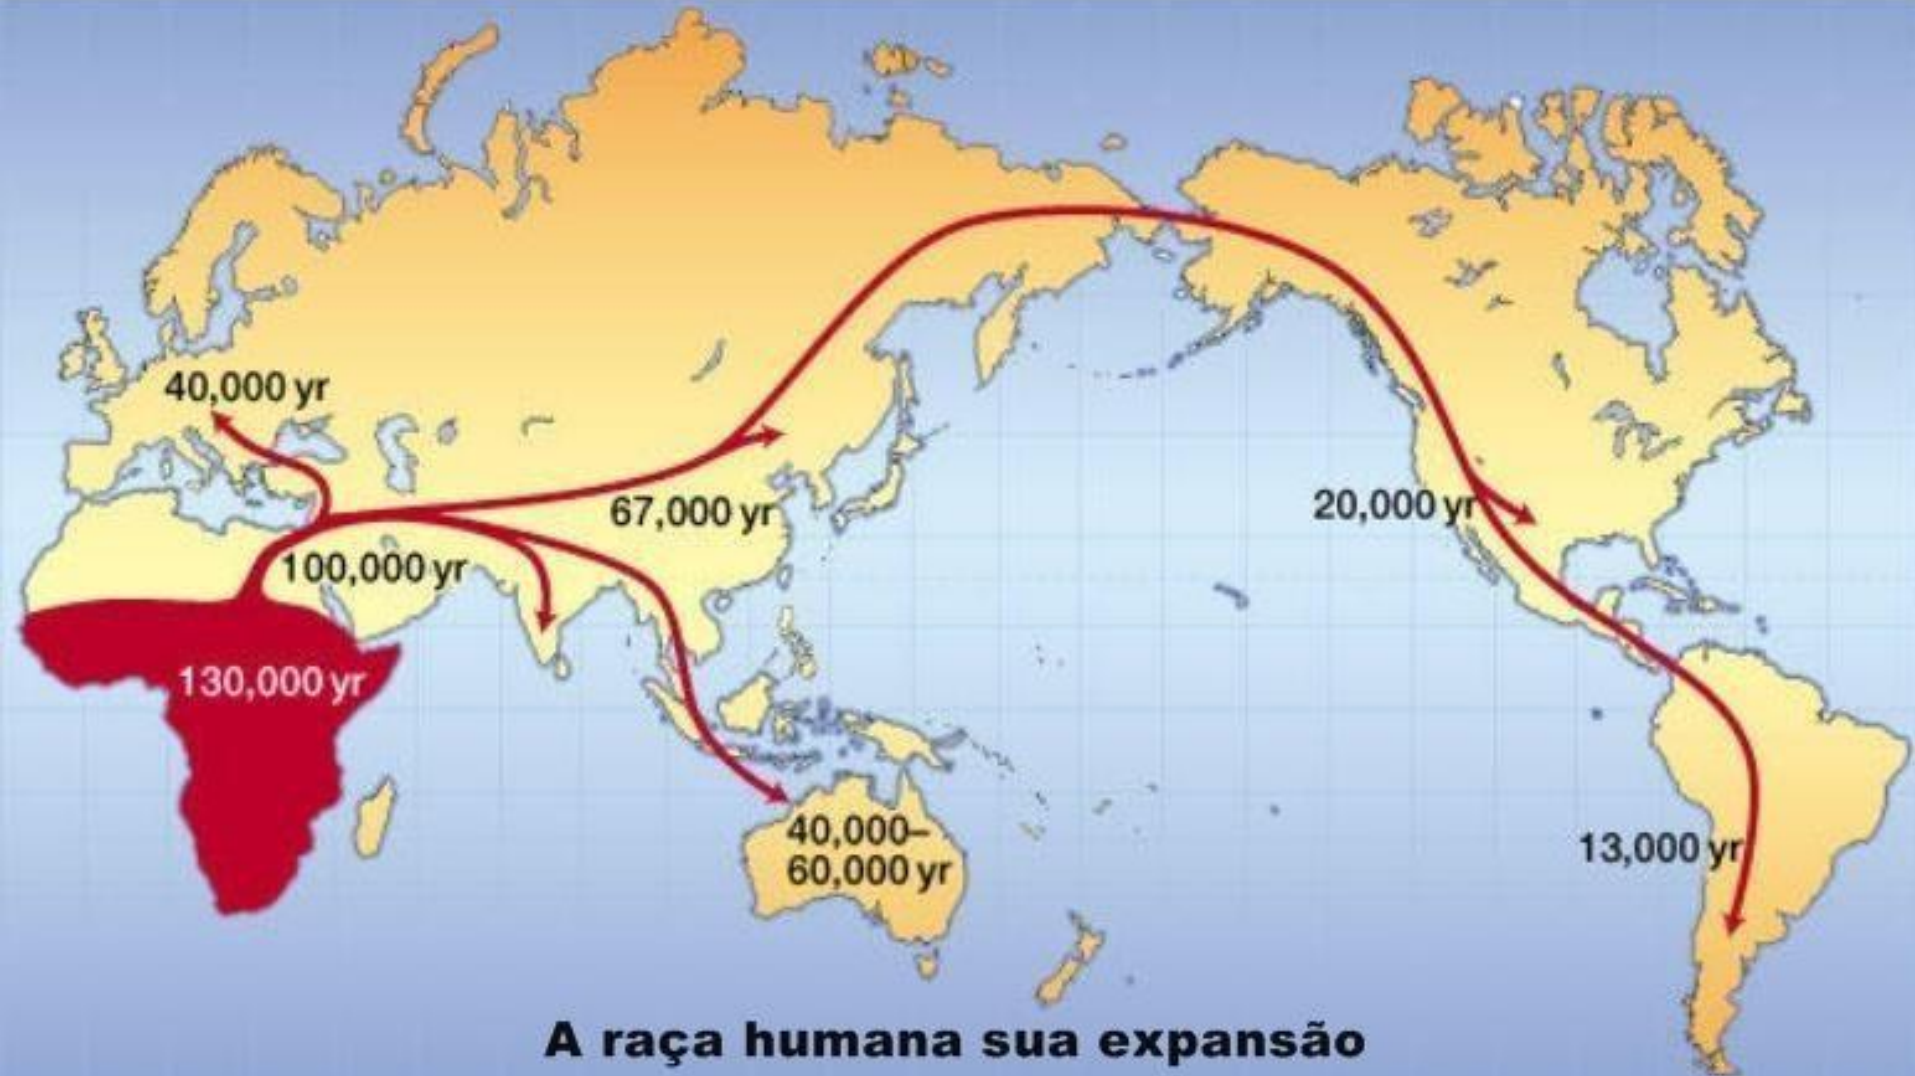 40,000 yr
67,000 yr
20,000 yr
100,000 yr
130,000 yr
40,000–
60,000 yr
13,000 yr
A raça humana sua expansão